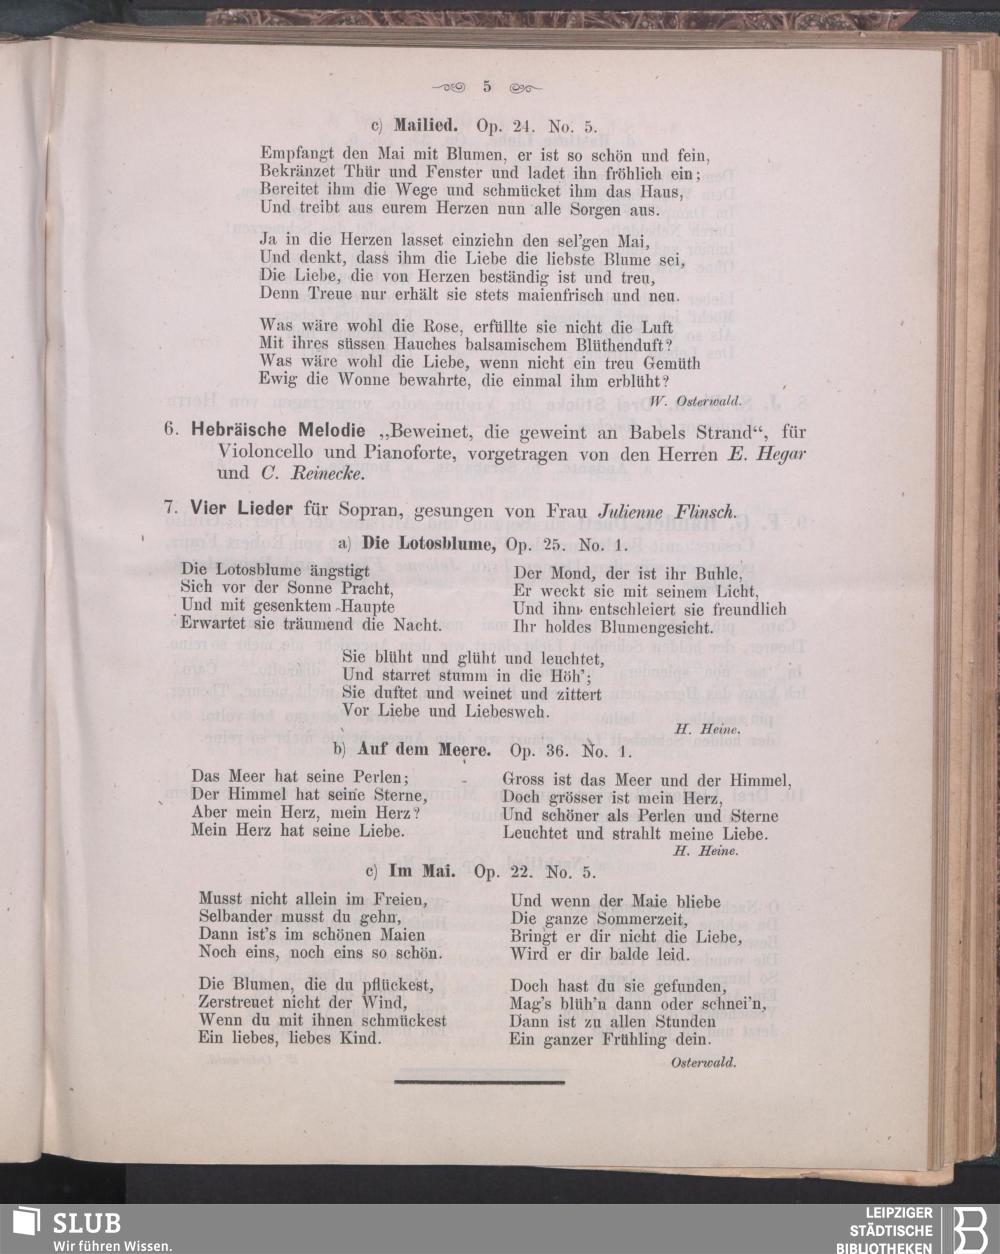 5
c) Mailied. Op. 24. No. 5.
Empfangt den Mai mit Blumen, er ist so schön und fein,
Bekränzet Thür und Fenster und ladet ihn fröhlich ein;
Bereitet ihm die Wege und schmücket ihm das Haus,
Und treibt aus eurem Herzen nun alle Sorgen aus.
Ja in die Herzen lasset einziehn den sel'gen Mai,
Und denkt, dass ihm die Liebe die liebste Blume sei,
Die Liebe, die von Herzen beständig ist und treu,
Denn Treue nur erhält sie stets maienfrisch und neu.
Was wäre wohl die Rose, erfüllte sie nicht die Luft
Mit ihres süssen Hauches balsamischem Blüthenduft?
Was wäre wohl die Liebe, wenn nicht ein treu Gemüth
Ewig die Wonne bewahrte, die einmal ihm erblüht?
W. Osterwald.
6. Hebräische Melodie „Beweinet, die geweint an Babels Strand“, für
Violoncello und Pianoforte, vorgetragen von den Herren E. Hegar
und C. Reinecke.
7. Vier Lieder für Sopran, gesungen von Frau Julienne Flinsch.
a) Die Lotosblume, Op. 25. No. 1.
Die Lotosblume ängstigt
Sich vor der Sonne Pracht,
Und mit gesenktem Haupte
Erwartet sie träumend die Nacht.
Der Mond, der ist ihr Buhle,
Er weckt sie mit seinem Licht,
Und ihm entschleiert sie freundlich
Ihr holdes Blumengesicht.
Sie blüht und glüht und leuchtet,
Und starret stumm in die Höh';
Sie duftet und weinet und zittert
Vor Liebe und Liebesweh.
H. Heine.
b) Auf dem Meere. Op. 36. No. 1.
Das Meer hat seine Perlen;
Der Himmel hat seine Sterne,
Aber mein Herz, mein Herz?
Mein Herz hat seine Liebe.
Gross ist das Meer und der Himmel,
Doch grösser ist mein Herz,
Und schöner als Perlen und Sterne
Leuchtet und strahlt meine Liebe.
H. Heine.
c) Im Mai. Op. 22. No. 5.
Musst nicht allein im Freien,
Selbander musst du gehn,
Dann ist's im schönen Maien
Noch eins, noch eins so schön.
Die Blumen, die du pflückest,
Zerstreuet nicht der Wind,
Wenn du mit ihnen schmückest
Ein liebes, liebes Kind.
Und wenn der Maie bliebe
Die ganze Sommerzeit,
Bringt er dir nicht die Liebe,
Wird er dir balde leid.
Doch hast du sie gefunden,
Mag's blüh'n dann oder schnei'n,
Dann ist zu allen Stunden
Ein ganzer Frühling dein.
Osterwald.
SLUB
Wir führen Wissen.
LEIPZIGER
STÄDTISCHE
BIBLIOTHEKEN